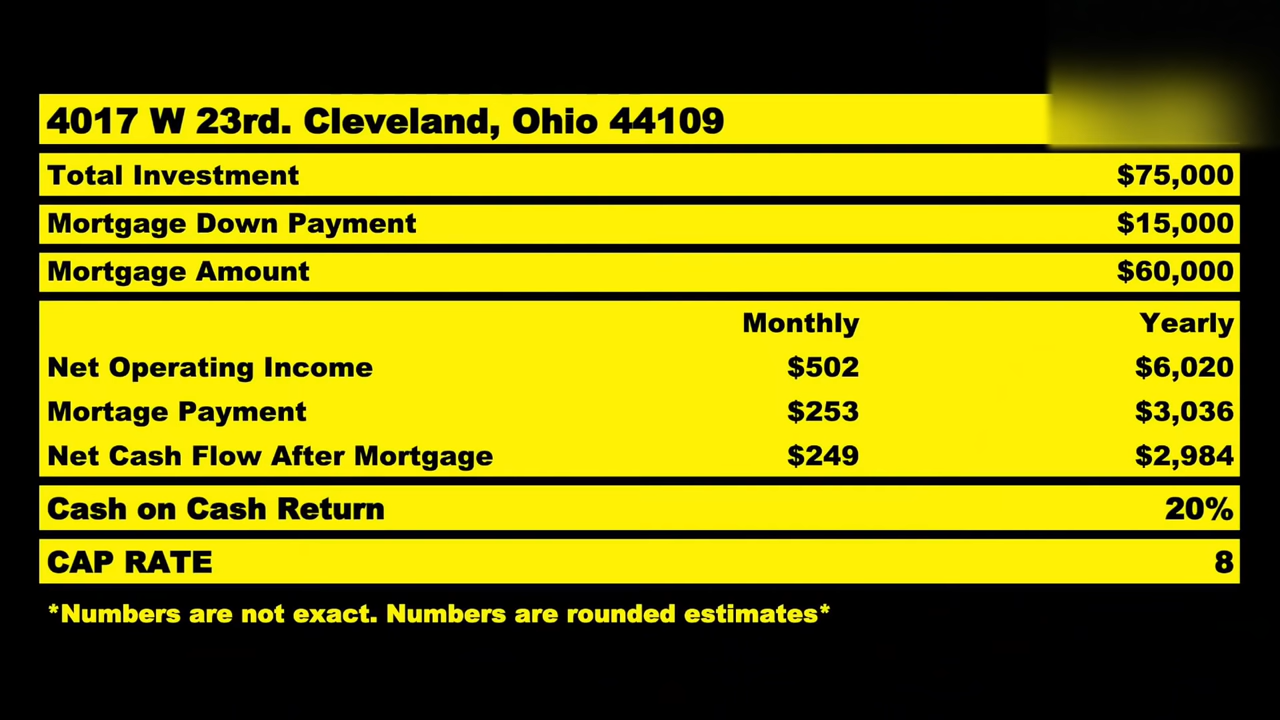 4017 W 23rd. Cleveland, Ohio 44109
Total Investment $75,000
Mortgage Down Payment $15,000
Mortgage Amount $60,000
Monthly Yearly
Net Operating Income $502 $6,020
Mortage Payment $253 $3,036
Net Cash Flow After Mortgage $249 $2,984
Cash on Cash Return 20%
CAP RATE 8
*Numbers are not exact. Numbers are rounded estimates*